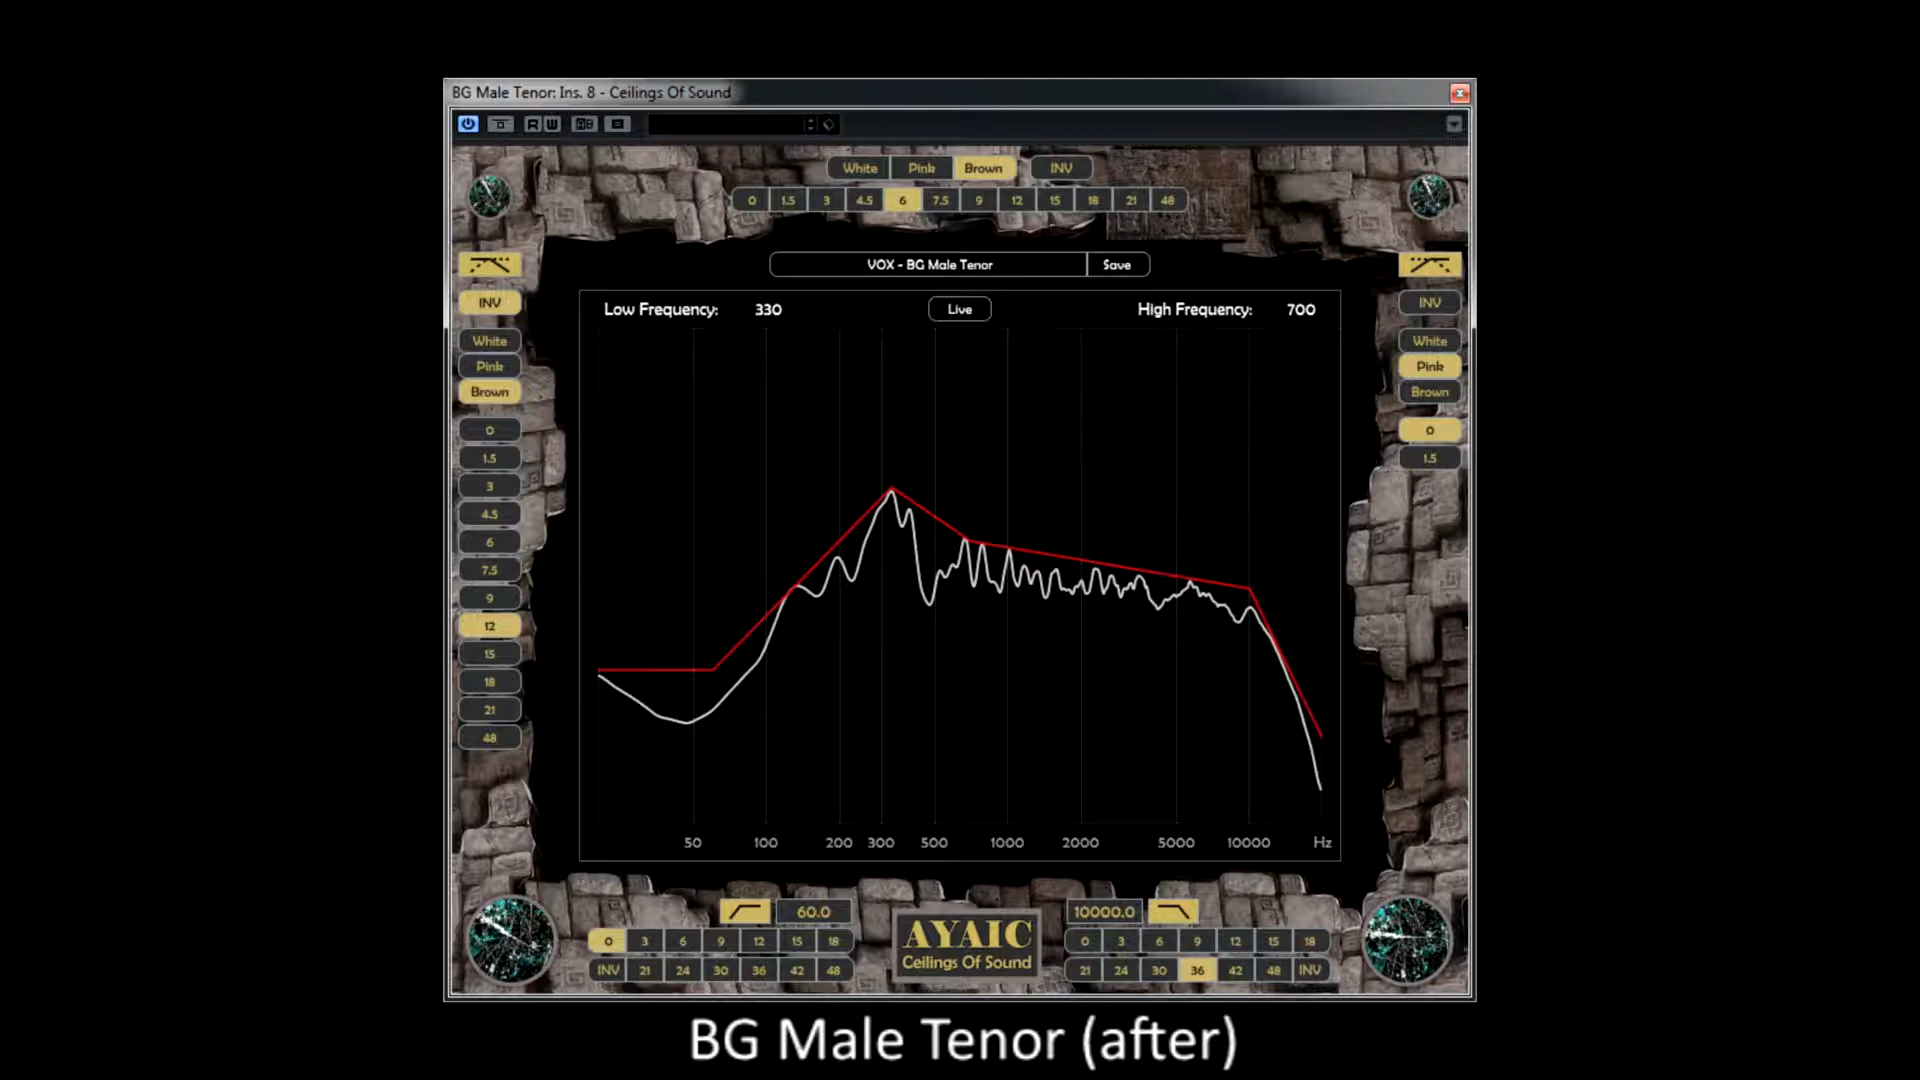 BG Male Tenor: Ins. 8 - Ceilings Of Sound
R W
White Pink Brown INV
0 1.5 3 4.5 6 7.5 9 12 15 18 21 48
VOX - BG Male Tenor Save
Low Frequency: 330 Live High Frequency: 700
INV
White
Pink
Brown
0
1.5
3
4.5
6
7.5
9
12
15
18
21
48
INV
White
Pink
Brown
0
1.5
50 100 200 300 500 1000 2000 5000 10000 Hz
60.0
0 3 6 9 12 15 18
INV 21 24 30 36 42 48
AYAIC
Ceilings Of Sound
10000.0
0 3 6 9 12 15 18
21 24 30 36 42 48 INV
BG Male Tenor (after)